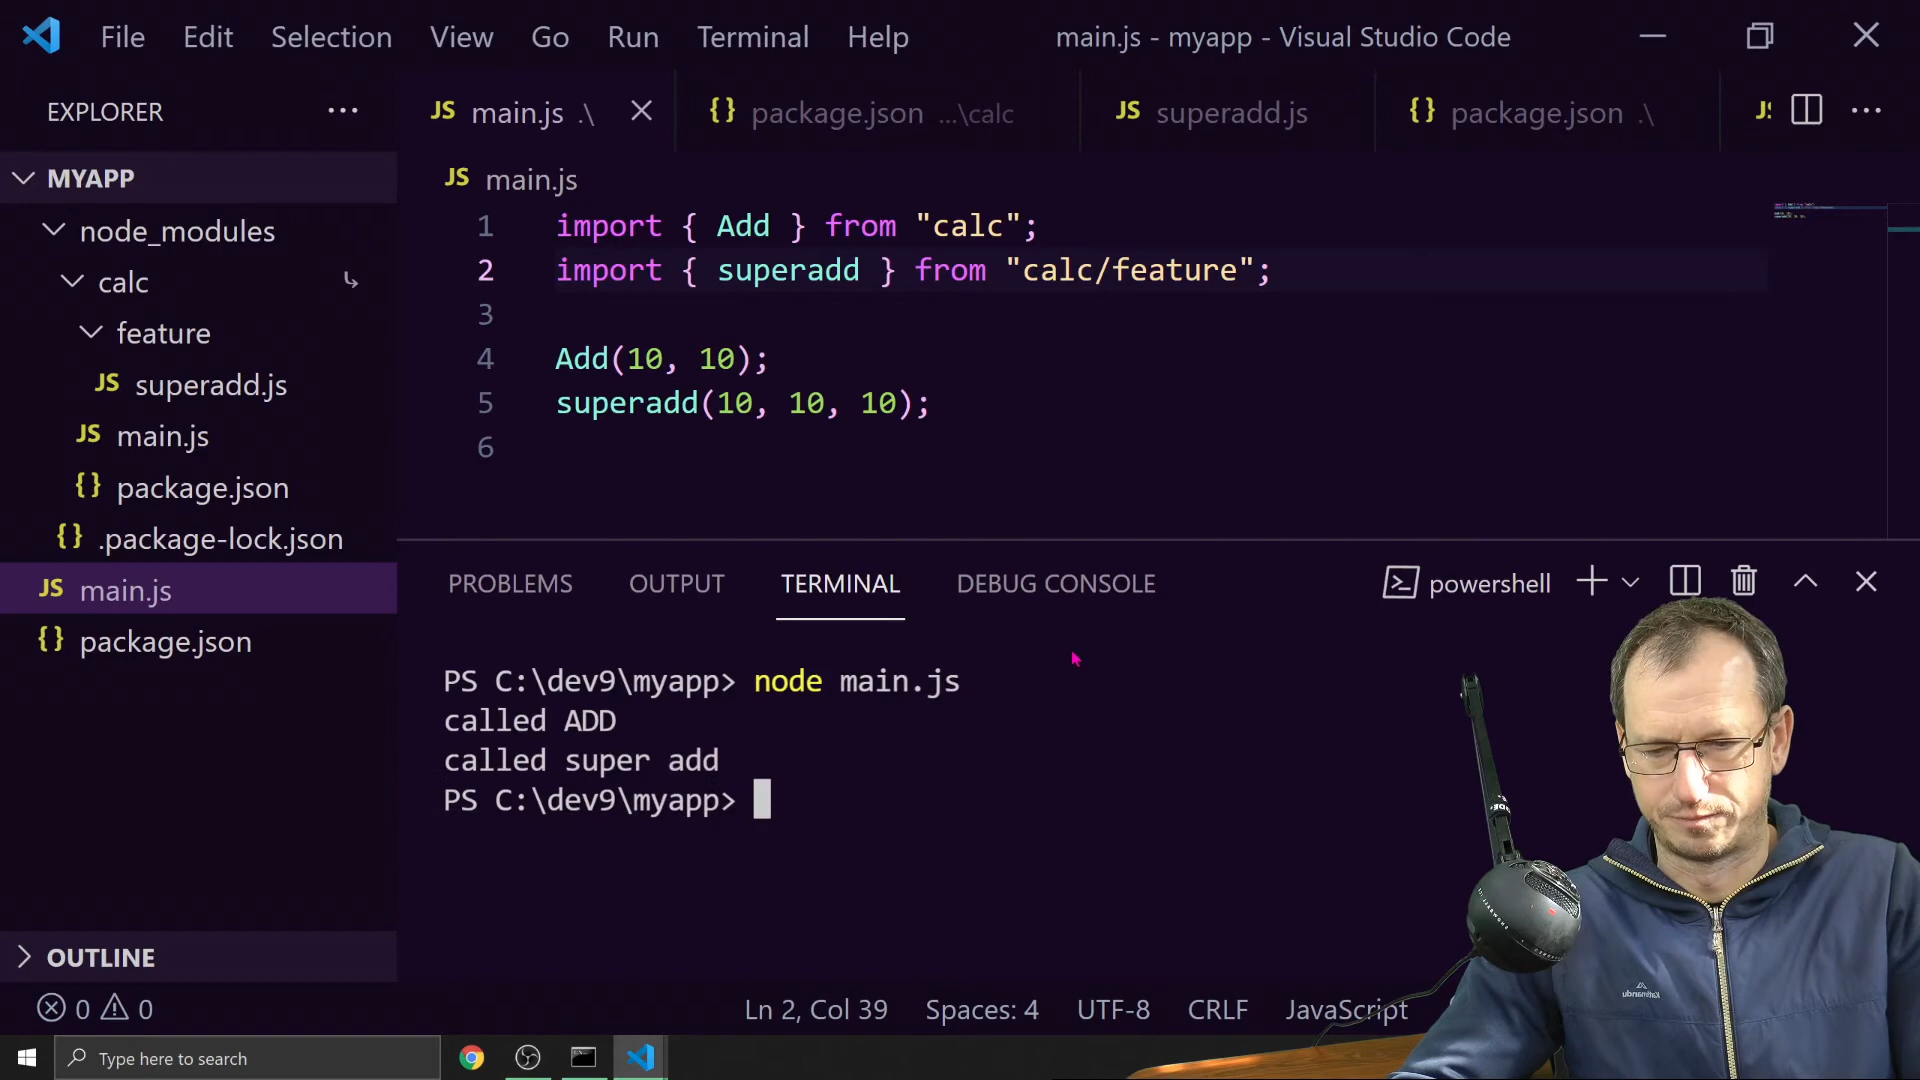 File Edit Selection View Go Run Terminal Help main.js - myapp - Visual Studio Code
EXPLORER
JS main.js .\ {} package.json ...\calc JS superadd.js {} package.json .\
MYAPP
JS main.js
node_modules
calc
feature
JS superadd.js
JS main.js
{} package.json
{} .package-lock.json
JS main.js
{} package.json
OUTLINE
1 import { Add } from "calc";
2 import { superadd } from "calc/feature";
3
4 Add(10, 10);
5 superadd(10, 10, 10);
6
PROBLEMS OUTPUT TERMINAL DEBUG CONSOLE powershell
PS C:\dev9\myapp> node main.js
called ADD
called super add
PS C:\dev9\myapp>
Kathmandu
0 0 Ln 2, Col 39 Spaces: 4 UTF-8 CRLF JavaScript
Type here to search